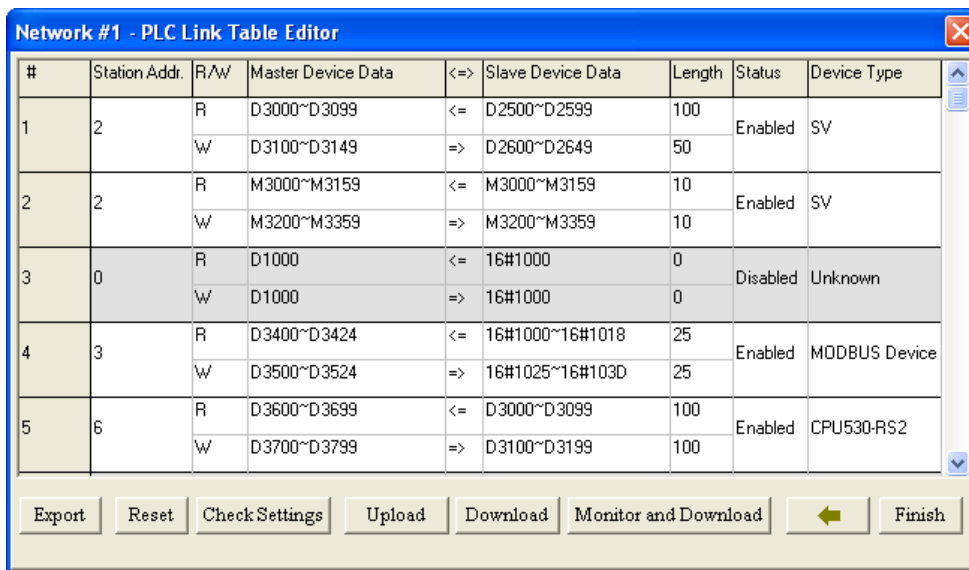 Network #1 - PLC Link Table Editor
# Station Addr. R/W Master Device Data <=> Slave Device Data Length Status Device Type
1 2 R D3000~D3099 <= D2500~D2599 100 Enabled SV
W D3100~D3149 => D2600~D2649 50
2 2 R M3000~M3159 <= M3000~M3159 10 Enabled SV
W M3200~M3359 => M3200~M3359 10
3 0 R D1000 <= 16#1000 0 Disabled Unknown
W D1000 => 16#1000 0
4 3 R D3400~D3424 <= 16#1000~16#1018 25 Enabled MODBUS Device
W D3500~D3524 => 16#1025~16#103D 25
5 6 R D3600~D3699 <= D3000~D3099 100 Enabled CPU530-RS2
W D3700~D3799 => D3100~D3199 100
Export Reset Check Settings Upload Download Monitor and Download Finish